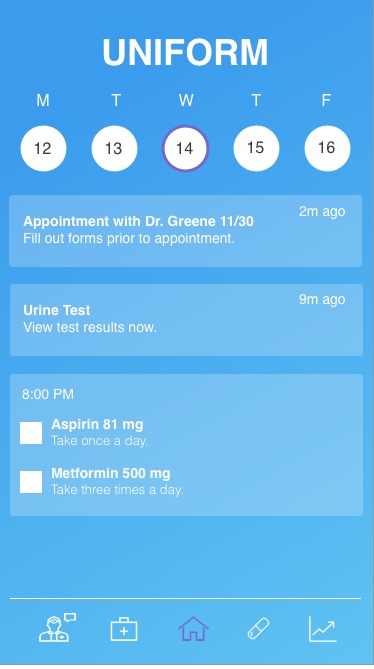 UNIFORM
M T W T F
12 13 14 15 16
2m ago
Appointment with Dr. Greene 11/30
Fill out forms prior to appointment.
9m ago
Urine Test
View test results now.
8:00 PM
Aspirin 81 mg
Take once a day.
Metformin 500 mg
Take three times a day.